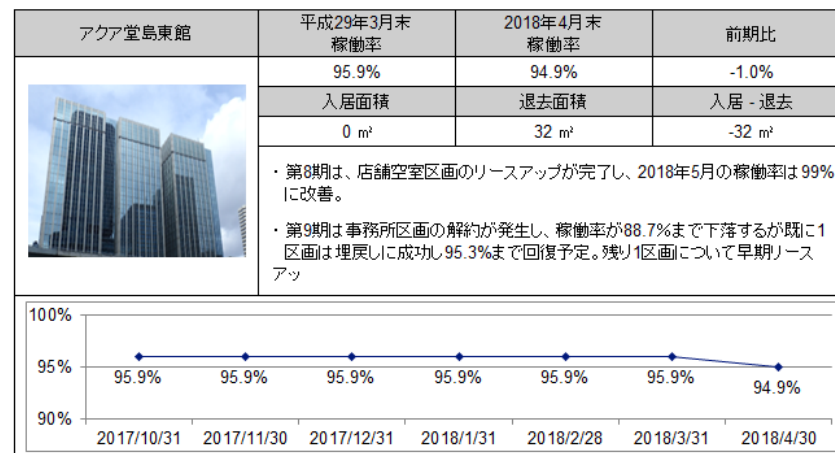 アクア堂島東館
平成29年3月末
稼働率
2018年4月末
稼働率
前期比
95.9%
94.9%
-1.0%
入居面積
退去面積
入居 - 退去
0 ㎡
32 ㎡
-32 ㎡
・第8期は、店舗空室区画のリースアップが完了し、2018年5月の稼働率は99%
に改善。
・第9期は事務所区画の解約が発生し、稼働率が88.7%まで下落するが既に1
区画は埋戻しに成功し95.3%まで回復予定。残り1区画について早期リース
アッ
100%
95%
90%
95.9%
95.9%
95.9%
95.9%
95.9%
95.9%
94.9%
2017/10/31
2017/11/30
2017/12/31
2018/1/31
2018/2/28
2018/3/31
2018/4/30